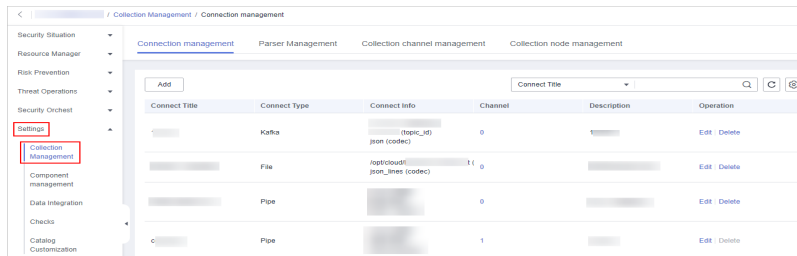 / Collection Management / Connection management
Security Situation
Resource Manager
Risk Prevention
Threat Operations
Security Orchest
Settings
Collection
Management
Component
management
Data Integration
Checks
Catalog
Customization
Connection management Parser Management Collection channel management Collection node management
Add Connect Title
Connect Title Connect Type Connect Info Channel Description Operation
Kafka (topic_id) 0 Edit Delete
json (codec)
File /opt/cloud/ t ( 0 Edit Delete
json_lines (codec)
Pipe 0 Edit Delete
c Pipe 1 Edit Delete